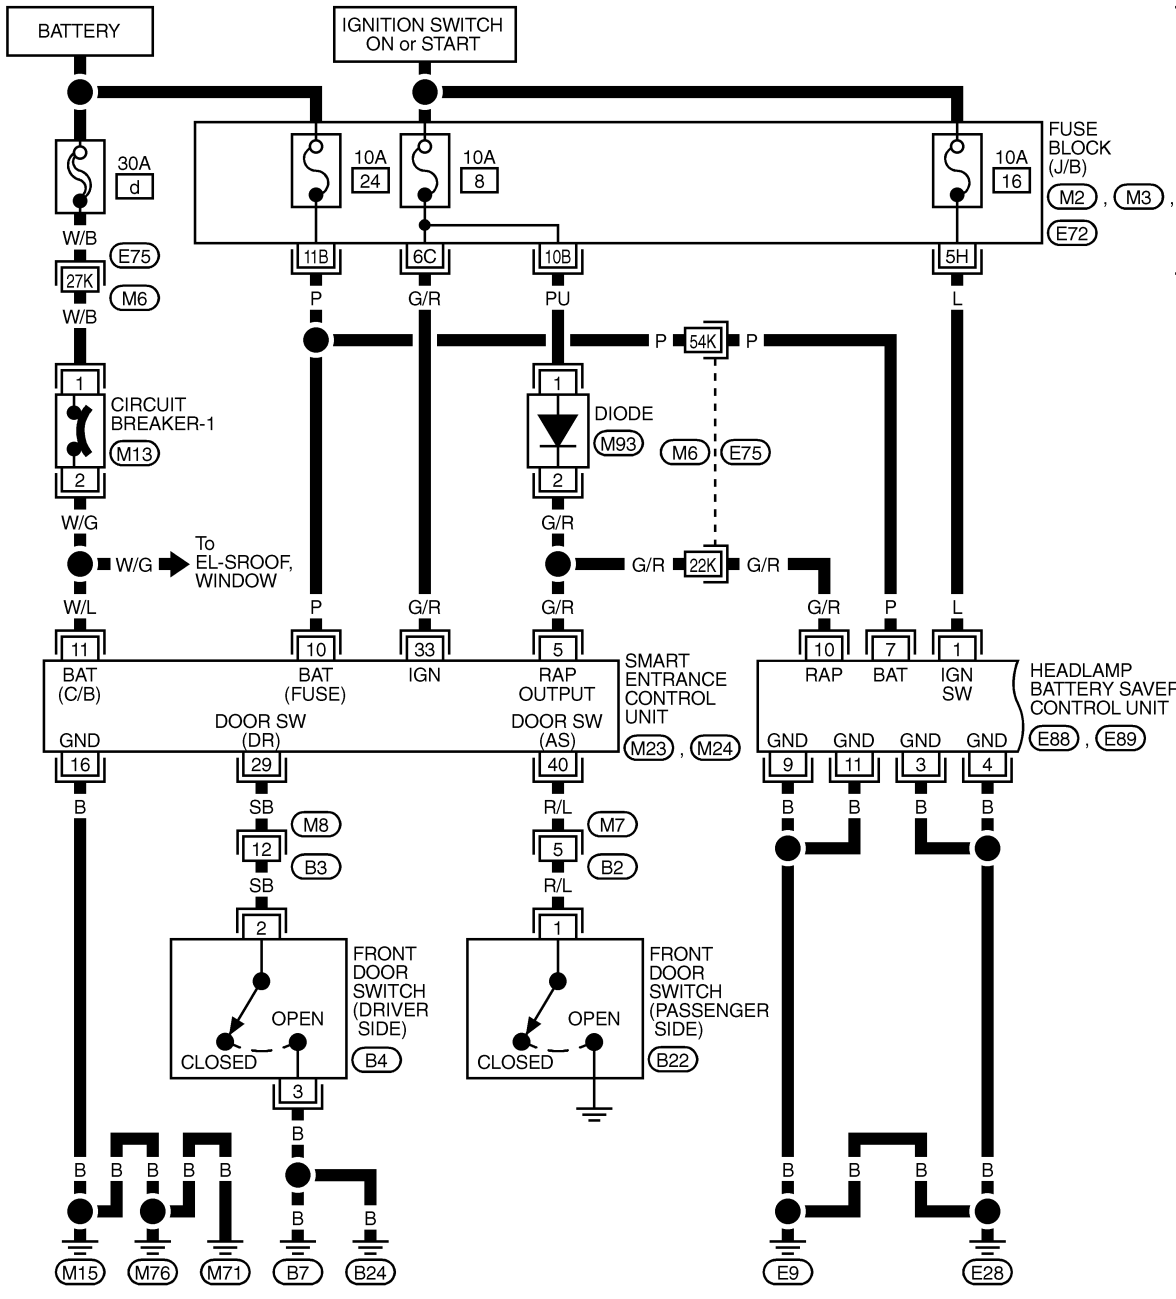 BATTERY
IGNITION SWITCH
ON or START
30A
d
10A
24
10A
8
10A
16
FUSE
BLOCK
(J/B)
M2 , M3 ,
E72
W/B
E75
27K
M6
W/B
11B
6C
10B
5H
P
G/R
PU
L
P
54K
P
1
CIRCUIT
BREAKER-1
M13
2
1
DIODE
M93
2
M6
E75
W/G
W/G
To
EL-SROOF,
WINDOW
G/R
G/R
22K
G/R
W/L
P
G/R
G/R
G/R
P
L
11
10
33
5
10
7
1
BAT
(C/B)
BAT
(FUSE)
IGN
RAP
OUTPUT
DOOR SW
(DR)
DOOR SW
(AS)
GND
SMART
ENTRANCE
CONTROL
UNIT
M23 , M24
RAP
BAT
IGN
SW
GND
GND
GND
GND
HEADLAMP
BATTERY SAVER
CONTROL UNIT
E88 , E89
16
29
40
9
11
3
4
B
SB
R/L
B
B
B
B
M8
12
B3
SB
M7
5
B2
R/L
2
FRONT
DOOR
SWITCH
(DRIVER
SIDE)
B4
OPEN
CLOSED
3
1
FRONT
DOOR
SWITCH
(PASSENGER
SIDE)
B22
OPEN
CLOSED
B
B
B
B
B
B
B
B
B
B
B
B
M15
M76
M71
B7
B24
E9
E28